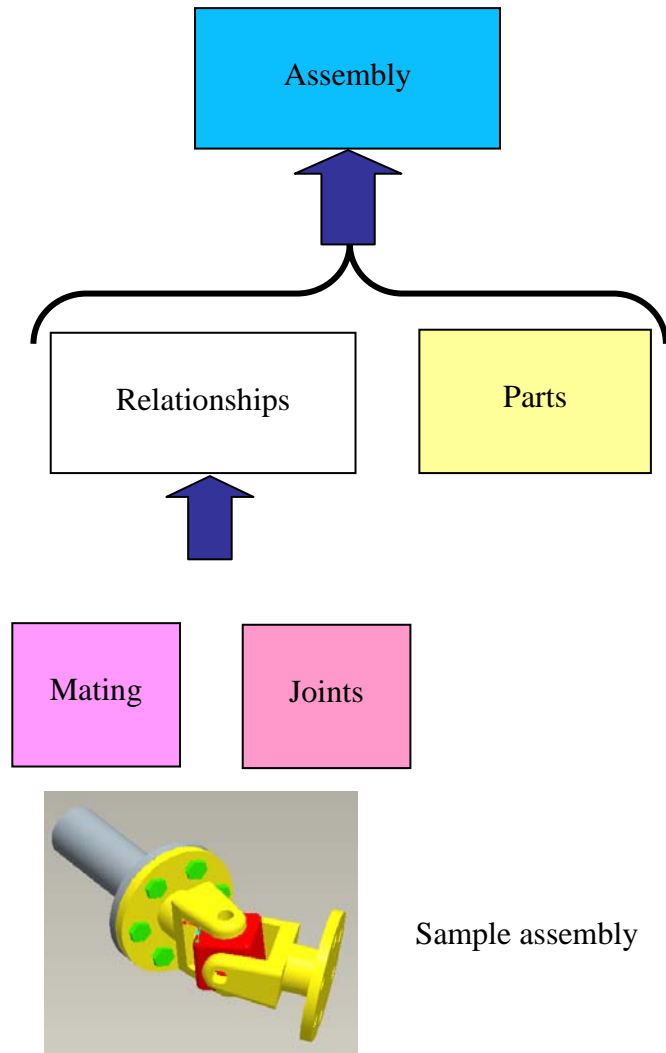 Assembly
Relationships
Parts
Mating
Joints
Sample assembly